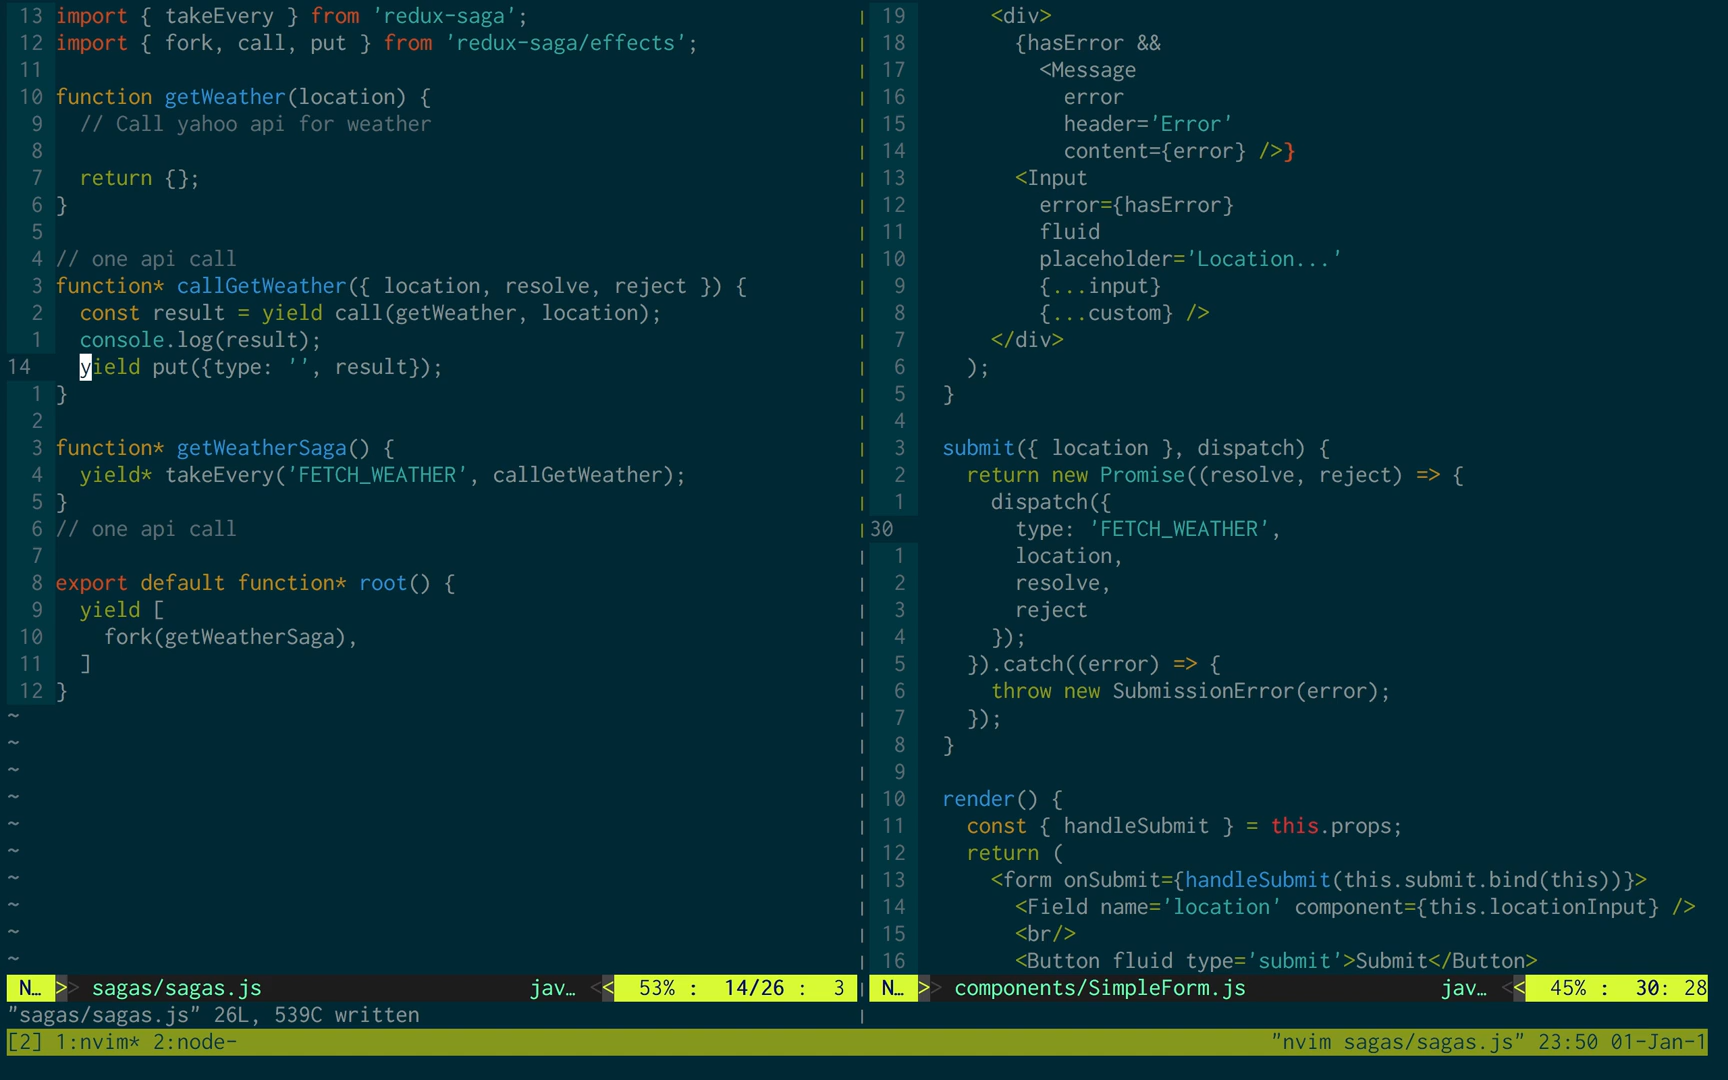 13 import { takeEvery } from 'redux-saga';
12 import { fork, call, put } from 'redux-saga/effects';
11
10 function getWeather(location) {
9   // Call yahoo api for weather
8
7   return {};
6 }
5
4 // one api call
3 function* callGetWeather({ location, resolve, reject }) {
2   const result = yield call(getWeather, location);
1   console.log(result);
14   yield put({type: '', result});
1 }
2
3 function* getWeatherSaga() {
4   yield* takeEvery('FETCH_WEATHER', callGetWeather);
5 }
6 // one api call
7
8 export default function* root() {
9   yield [
10     fork(getWeatherSaga),
11   ]
12 }
~
~
~
~
~
~
~
~
~
~
N… > > sagas/sagas.js jav… < < 53% : 14/26 : 3
"sagas/sagas.js" 26L, 539C written
19       <div>
18         {hasError &&
17           <Message
16             error
15             header='Error'
14             content={error} />}
13         <Input
12           error={hasError}
11           fluid
10           placeholder='Location...'
9           {...input}
8           {...custom} />
7       </div>
6     );
5   }
4
3   submit({ location }, dispatch) {
2     return new Promise((resolve, reject) => {
1       dispatch({
30         type: 'FETCH_WEATHER',
1         location,
2         resolve,
3         reject
4       });
5     }).catch((error) => {
6       throw new SubmissionError(error);
7     });
8   }
9
10   render() {
11     const { handleSubmit } = this.props;
12     return (
13       <form onSubmit={handleSubmit(this.submit.bind(this))}>
14         <Field name='location' component={this.locationInput} />
15         <br/>
16         <Button fluid type='submit'>Submit</Button>
N… > > components/SimpleForm.js jav… < < 45% : 30: 28
[2] 1:nvim* 2:node- "nvim sagas/sagas.js" 23:50 01-Jan-1